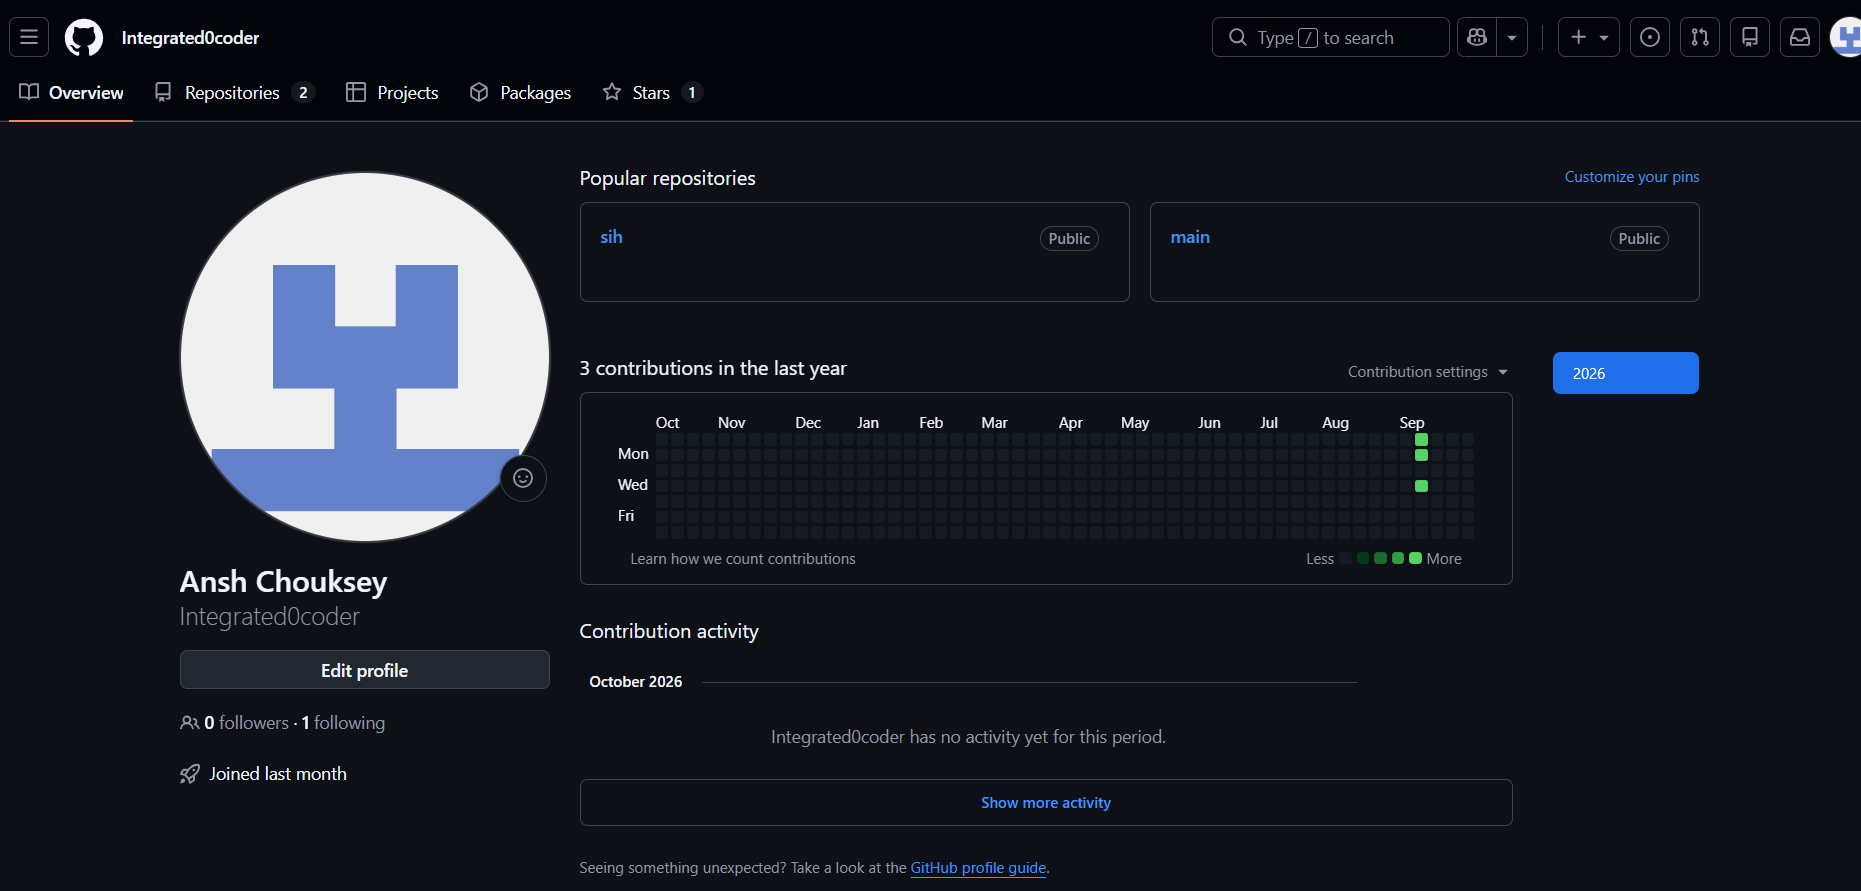 Integrated0coder
Type / to search
Overview
Repositories 2
Projects
Packages
Stars 1
Popular repositories
Customize your pins
sih
Public
main
Public
3 contributions in the last year
Contribution settings
2026
Oct Nov Dec Jan Feb Mar Apr May Jun Jul Aug Sep
Mon
Wed
Fri
Learn how we count contributions
Less More
Ansh Chouksey
Integrated0coder
Edit profile
0 followers · 1 following
Joined last month
Contribution activity
October 2026
Integrated0coder has no activity yet for this period.
Show more activity
Seeing something unexpected? Take a look at the GitHub profile guide.